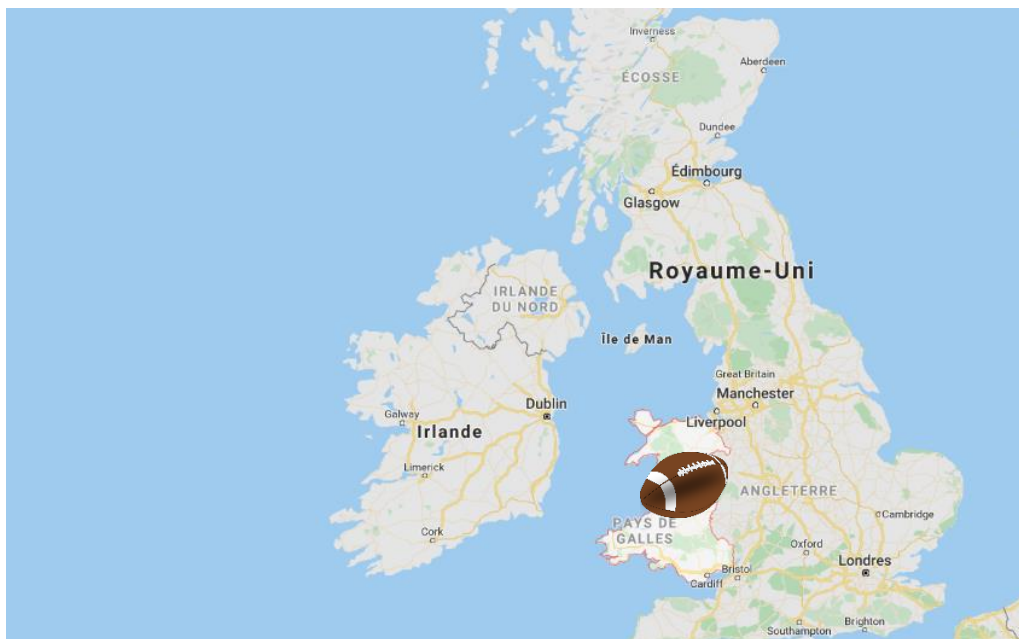 Inverness
Aberdeen
ÉCOSSE
Dundee
Édimbourg
Glasgow
Royaume-Uni
IRLANDE
DU NORD
Île de Man
Great Britain
Manchester
Dublin
Galway
Liverpool
Irlande
Limerick
ANGLETERRE
Cambridge
PAYS DE
GALLES
Cork
Oxford
Londres
Bristol
Cardiff
Brighton
Southampton